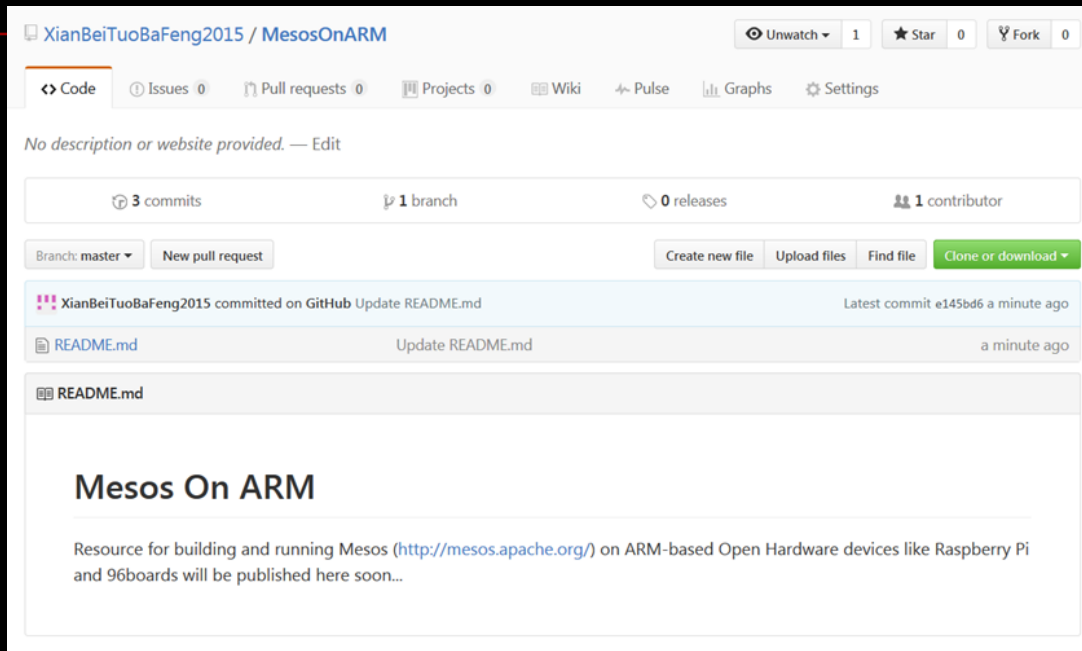 XianBeiTuoBaFeng2015 / MesosOnARM
Unwatch 1 Star 0 Fork 0
Code Issues 0 Pull requests 0 Projects 0 Wiki Pulse Graphs Settings
No description or website provided. — Edit
3 commits 1 branch 0 releases 1 contributor
Branch: master New pull request Create new file Upload files Find file Clone or download
XianBeiTuoBaFeng2015 committed on GitHub Update README.md Latest commit e145bd6 a minute ago
README.md Update README.md a minute ago
README.md
Mesos On ARM
Resource for building and running Mesos (http://mesos.apache.org/) on ARM-based Open Hardware devices like Raspberry Pi
and 96boards will be published here soon...